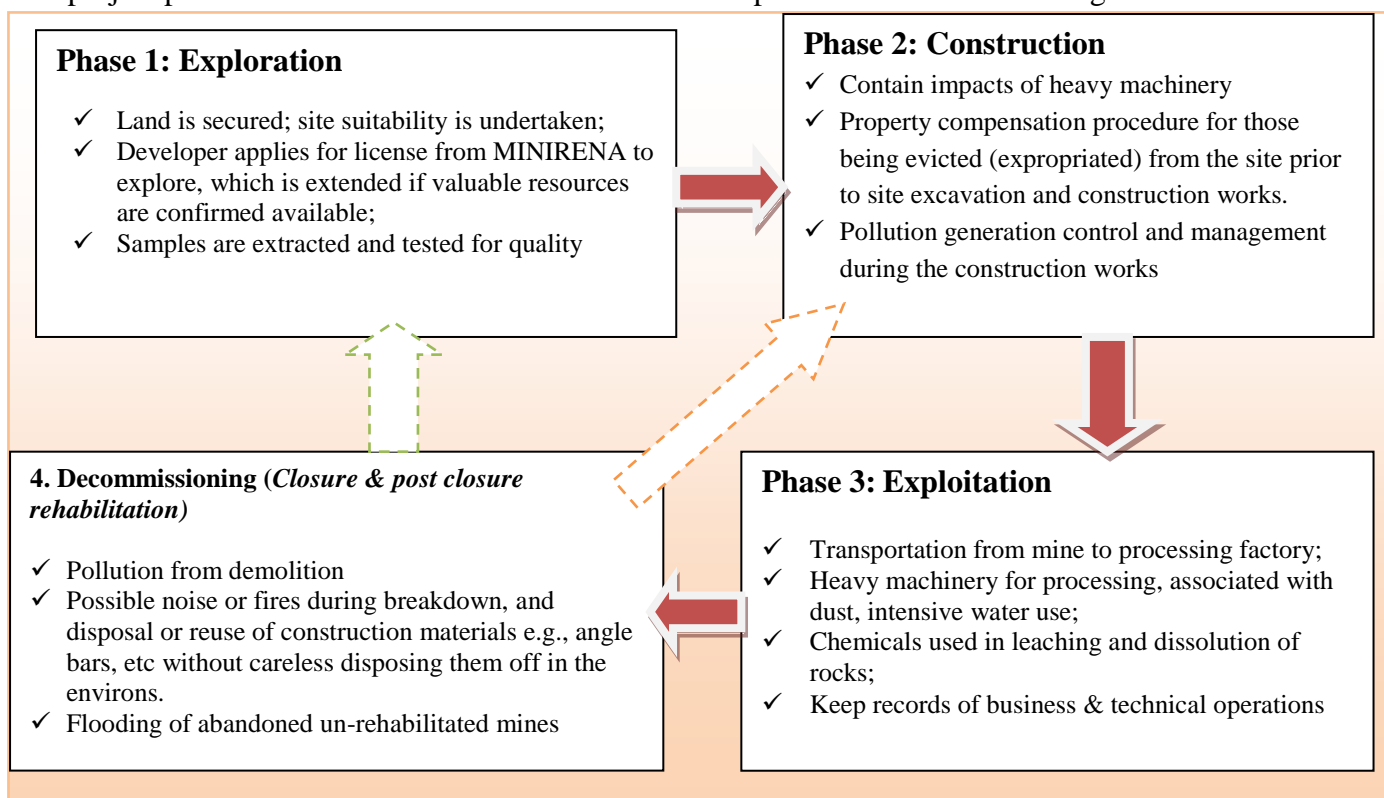 Phase 1: Exploration
✓ Land is secured; site suitability is undertaken;
✓ Developer applies for license from MINIRENA to
explore, which is extended if valuable resources
are confirmed available;
✓ Samples are extracted and tested for quality
Phase 2: Construction
✓ Contain impacts of heavy machinery
✓ Property compensation procedure for those
being evicted (expropriated) from the site prior
to site excavation and construction works.
✓ Pollution generation control and management
during the construction works
Phase 3: Exploitation
✓ Transportation from mine to processing factory;
✓ Heavy machinery for processing, associated with
dust, intensive water use;
✓ Chemicals used in leaching and dissolution of
rocks;
✓ Keep records of business & technical operations
4. Decommissioning (Closure & post closure
rehabilitation)
✓ Pollution from demolition
✓ Possible noise or fires during breakdown, and
disposal or reuse of construction materials e.g., angle
bars, etc without careless disposing them off in the
environs.
✓ Flooding of abandoned un-rehabilitated mines